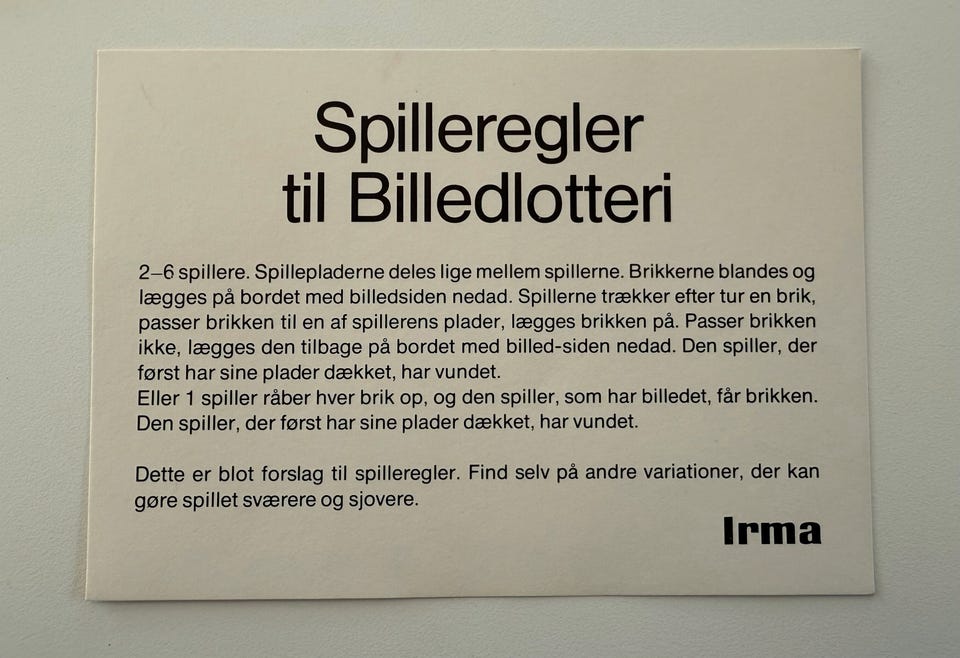 Spilleregler
til Billedlotteri
2–6 spillere. Spillepladerne deles lige mellem spillerne. Brikkerne blandes og
lægges på bordet med billedsiden nedad. Spillerne trækker efter tur en brik,
passer brikken til en af spillerens plader, lægges brikken på. Passer brikken
ikke, lægges den tilbage på bordet med billed-siden nedad. Den spiller, der
først har sine plader dækket, har vundet.
Eller 1 spiller råber hver brik op, og den spiller, som har billedet, får brikken.
Den spiller, der først har sine plader dækket, har vundet.
Dette er blot forslag til spilleregler. Find selv på andre variationer, der kan
gøre spillet sværere og sjovere.
Irma